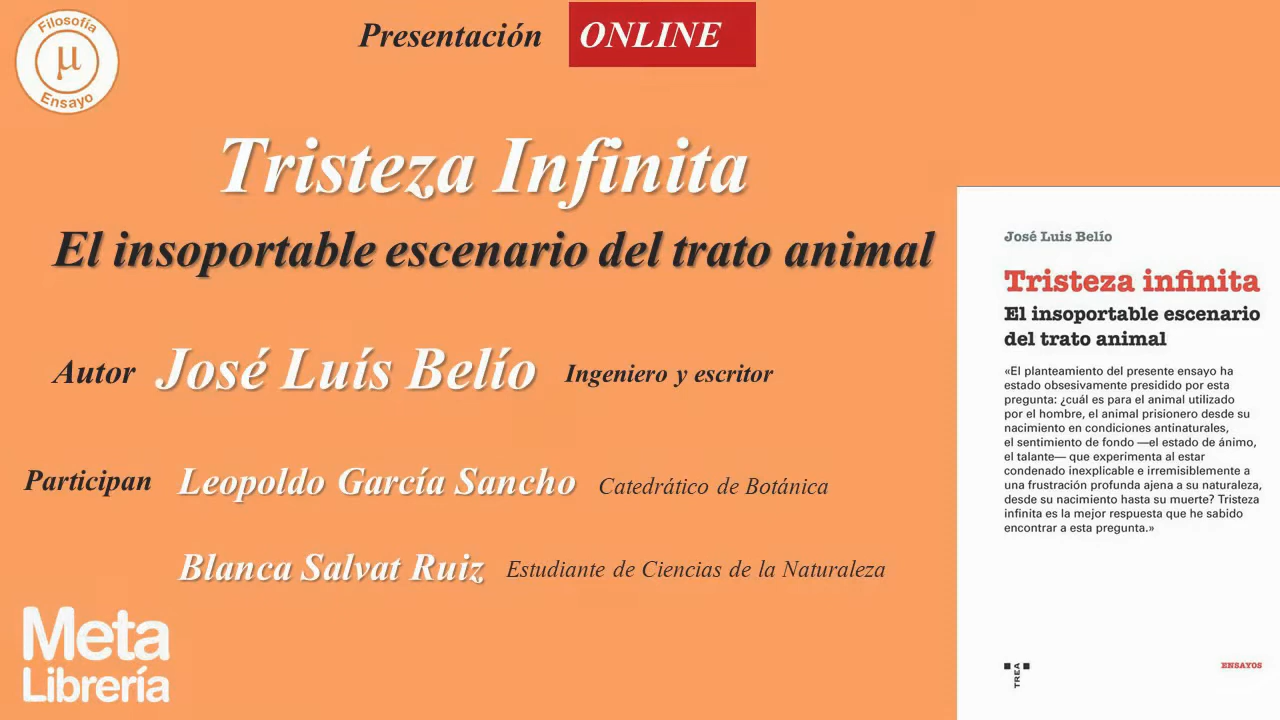 Filosofía
µ
Ensayo
Presentación ONLINE
Tristeza Infinita
El insoportable escenario del trato animal
Autor José Luís Belío Ingeniero y escritor
Participan Leopoldo García Sancho Catedrático de Botánica
Blanca Salvat Ruiz Estudiante de Ciencias de la Naturaleza
Meta
Librería
José Luis Belío
Tristeza infinita
El insoportable escenario
del trato animal
«El planteamiento del presente ensayo ha
estado obsesivamente presidido por esta
pregunta: ¿cuál es para el animal utilizado
por el hombre, el animal prisionero desde su
nacimiento en condiciones antinaturales,
el sentimiento de fondo —el estado de ánimo,
el talante— que experimenta al estar
condenado inexplicable e irremisiblemente a
una frustración profunda ajena a su naturaleza,
desde su nacimiento hasta su muerte? Tristeza
infinita es la mejor respuesta que he sabido
encontrar a esta pregunta.»
TREA
ENSAYOS